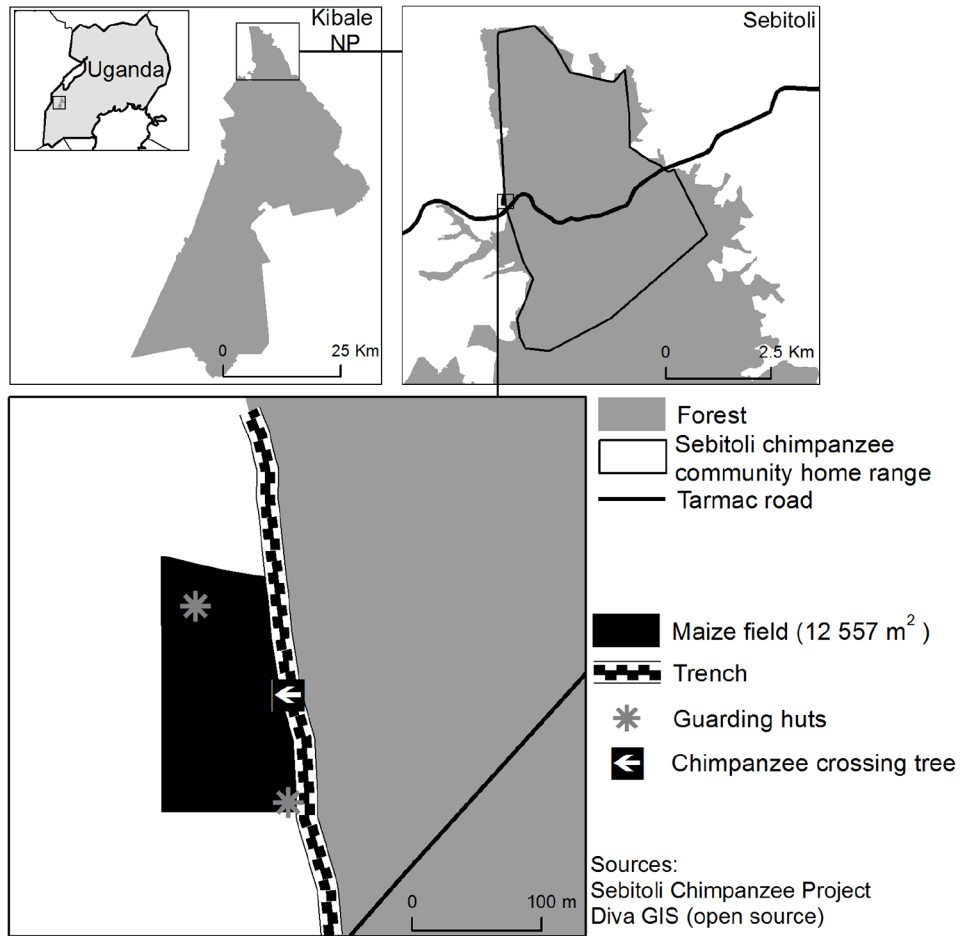 Uganda
Kibale
NP
0 25 Km
Sebitoli
0 2.5 Km
0 100 m
Forest
Sebitoli chimpanzee
community home range
Tarmac road
Maize field (12 557 m²)
Trench
Guarding huts
Chimpanzee crossing tree
Sources:
Sebitoli Chimpanzee Project
Diva GIS (open source)